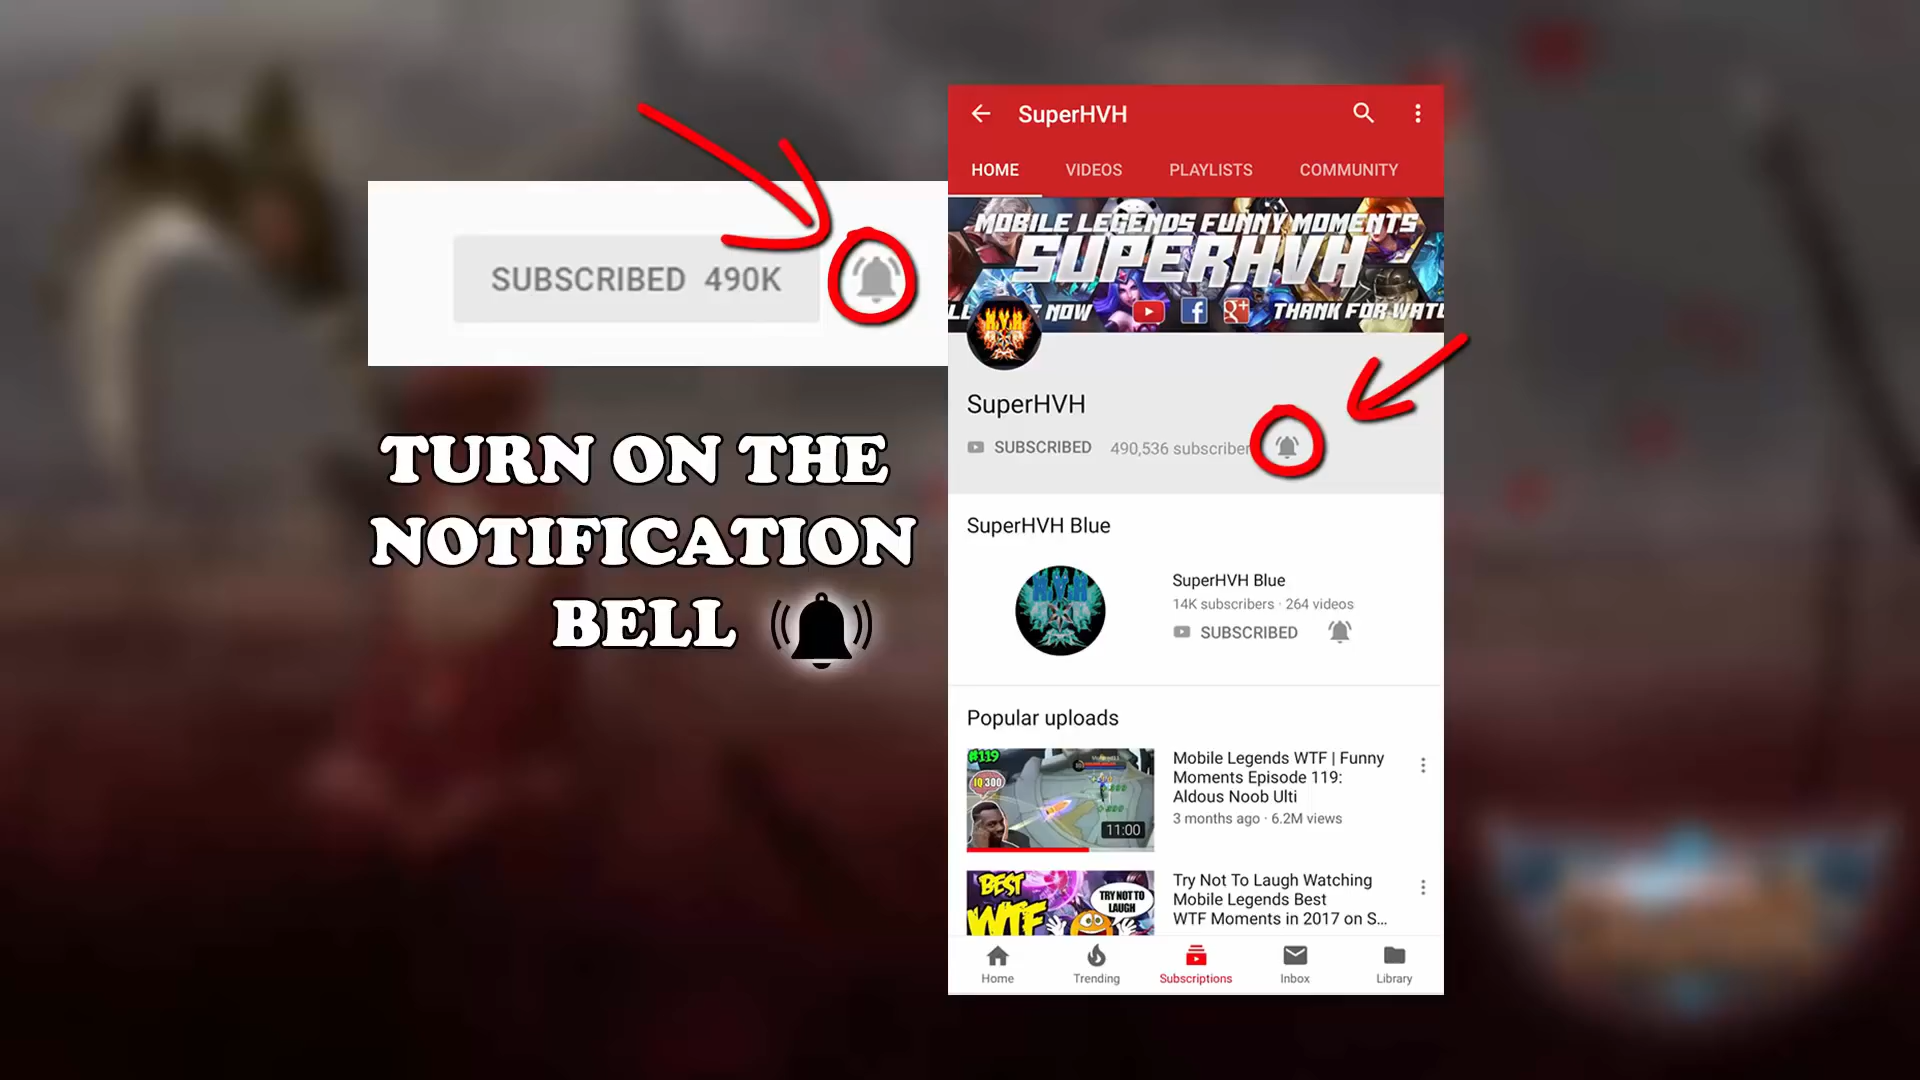 SUBSCRIBED 490K
TURN ON THE
NOTIFICATION
BELL
SuperHVH
HOME VIDEOS PLAYLISTS COMMUNITY
MOBILE LEGENDS FUNNY MOMENTS
SUPERHVH
NOW
THANK FOR WAT
SuperHVH
SUBSCRIBED 490,536 subscriber
SuperHVH Blue
SuperHVH Blue
14K subscribers · 264 videos
SUBSCRIBED
Popular uploads
#119
IQ 300
11:00
Mobile Legends WTF | Funny
Moments Episode 119:
Aldous Noob Ulti
3 months ago · 6.2M views
BEST
WTF
TRY NOT TO
LAUGH
Try Not To Laugh Watching
Mobile Legends Best
WTF Moments in 2017 on S...
Home Trending Subscriptions Inbox Library